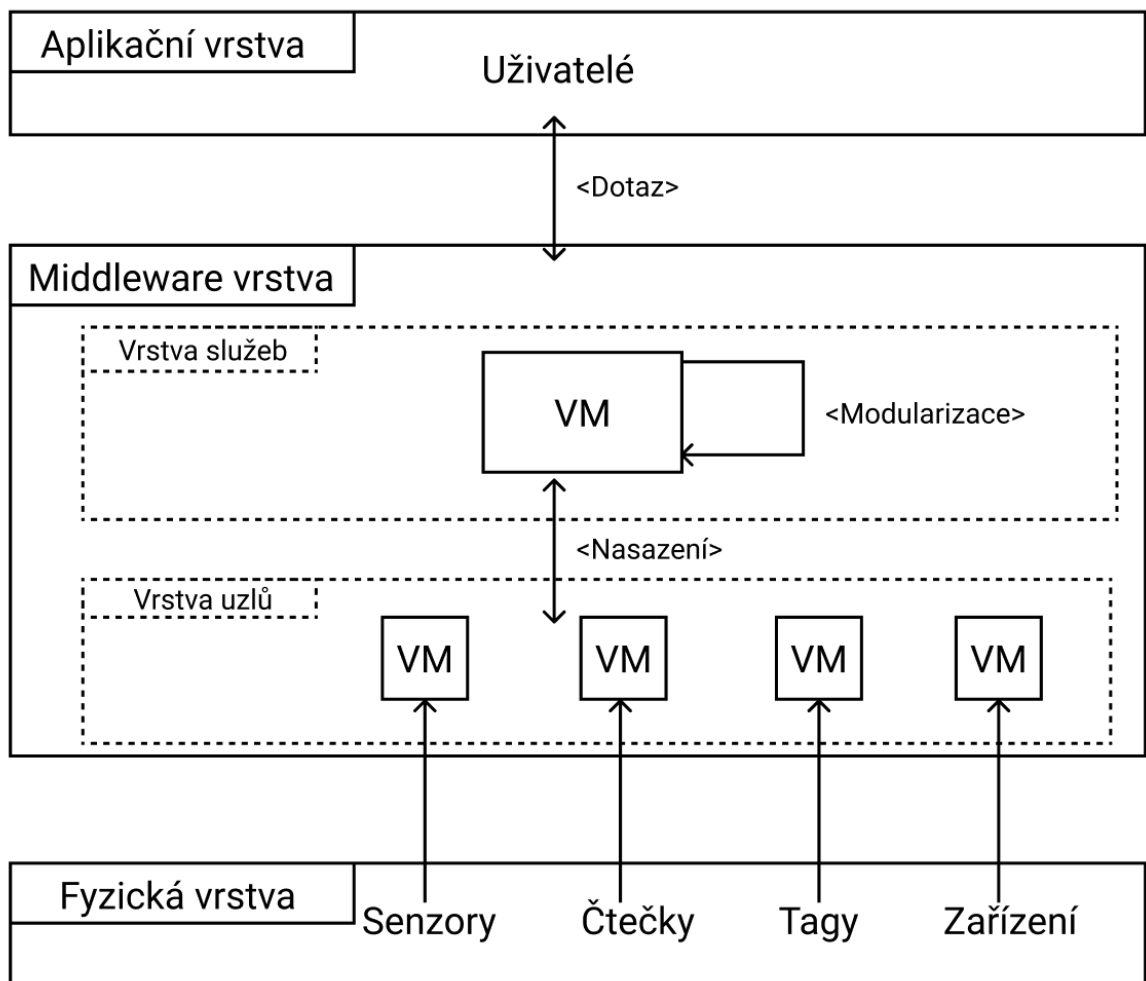 Aplikační vrstva
Uživatelé
<Dotaz>
Middleware vrstva
Vrstva služeb
VM
<Modularizace>
<Nasazení>
Vrstva uzlů
VM VM VM VM
Fyzická vrstva
Senzory Čtečky Tagy Zařízení